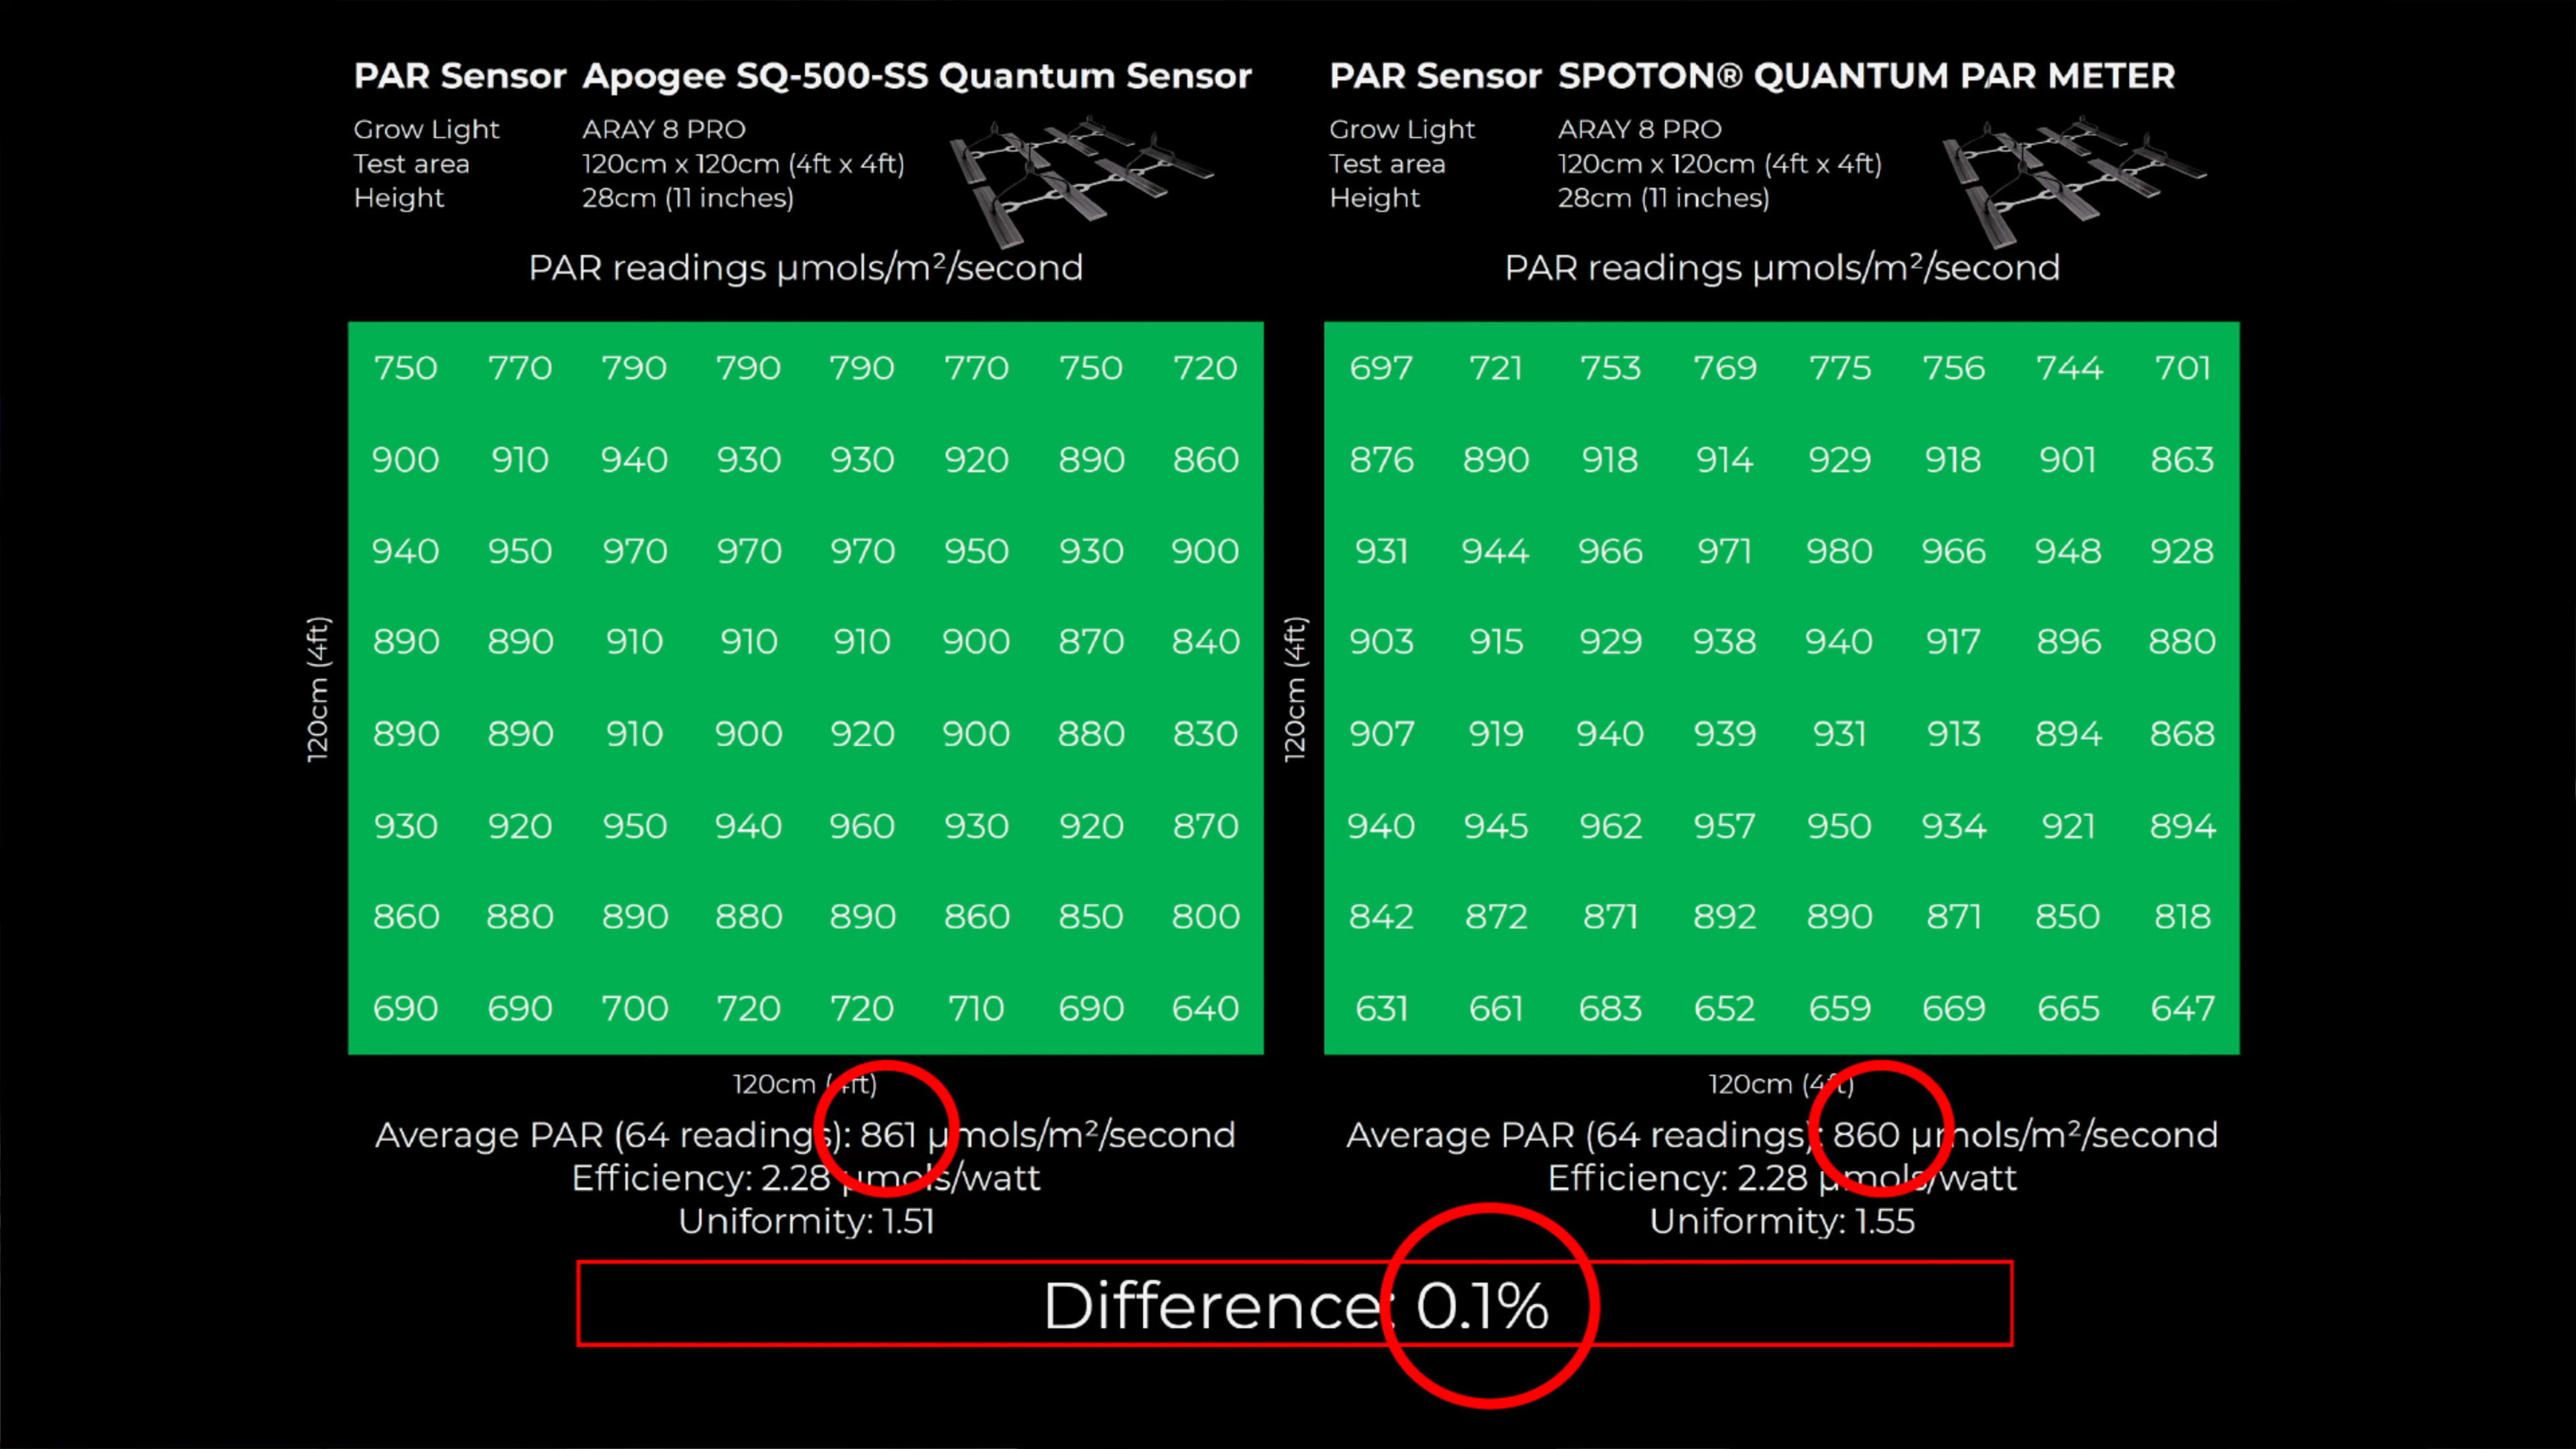 PAR Sensor Apogee SQ-500-SS Quantum Sensor
Grow Light ARAY 8 PRO
Test area 120cm x 120cm (4ft x 4ft)
Height 28cm (11 inches)
PAR readings µmols/m²/second
750 770 790 790 790 770 750 720
900 910 940 930 930 920 890 860
940 950 970 970 970 950 930 900
890 890 910 910 910 900 870 840
890 890 910 900 920 900 880 830
930 920 950 940 960 930 920 870
860 880 890 880 890 860 850 800
690 690 700 720 720 710 690 640
120cm (4ft)
120cm (4ft)
Average PAR (64 readings): 861 µmols/m²/second
Efficiency: 2.28 µmols/watt
Uniformity: 1.51
PAR Sensor SPOTON® QUANTUM PAR METER
Grow Light ARAY 8 PRO
Test area 120cm x 120cm (4ft x 4ft)
Height 28cm (11 inches)
PAR readings µmols/m²/second
697 721 753 769 775 756 744 701
876 890 918 914 929 918 901 863
931 944 966 971 980 966 948 928
903 915 929 938 940 917 896 880
907 919 940 939 931 913 894 868
940 945 962 957 950 934 921 894
842 872 871 892 890 871 850 818
631 661 683 652 659 669 665 647
120cm (4ft)
120cm (4ft)
Average PAR (64 readings): 860 µmols/m²/second
Efficiency: 2.28 µmols/watt
Uniformity: 1.55
Difference: 0.1%